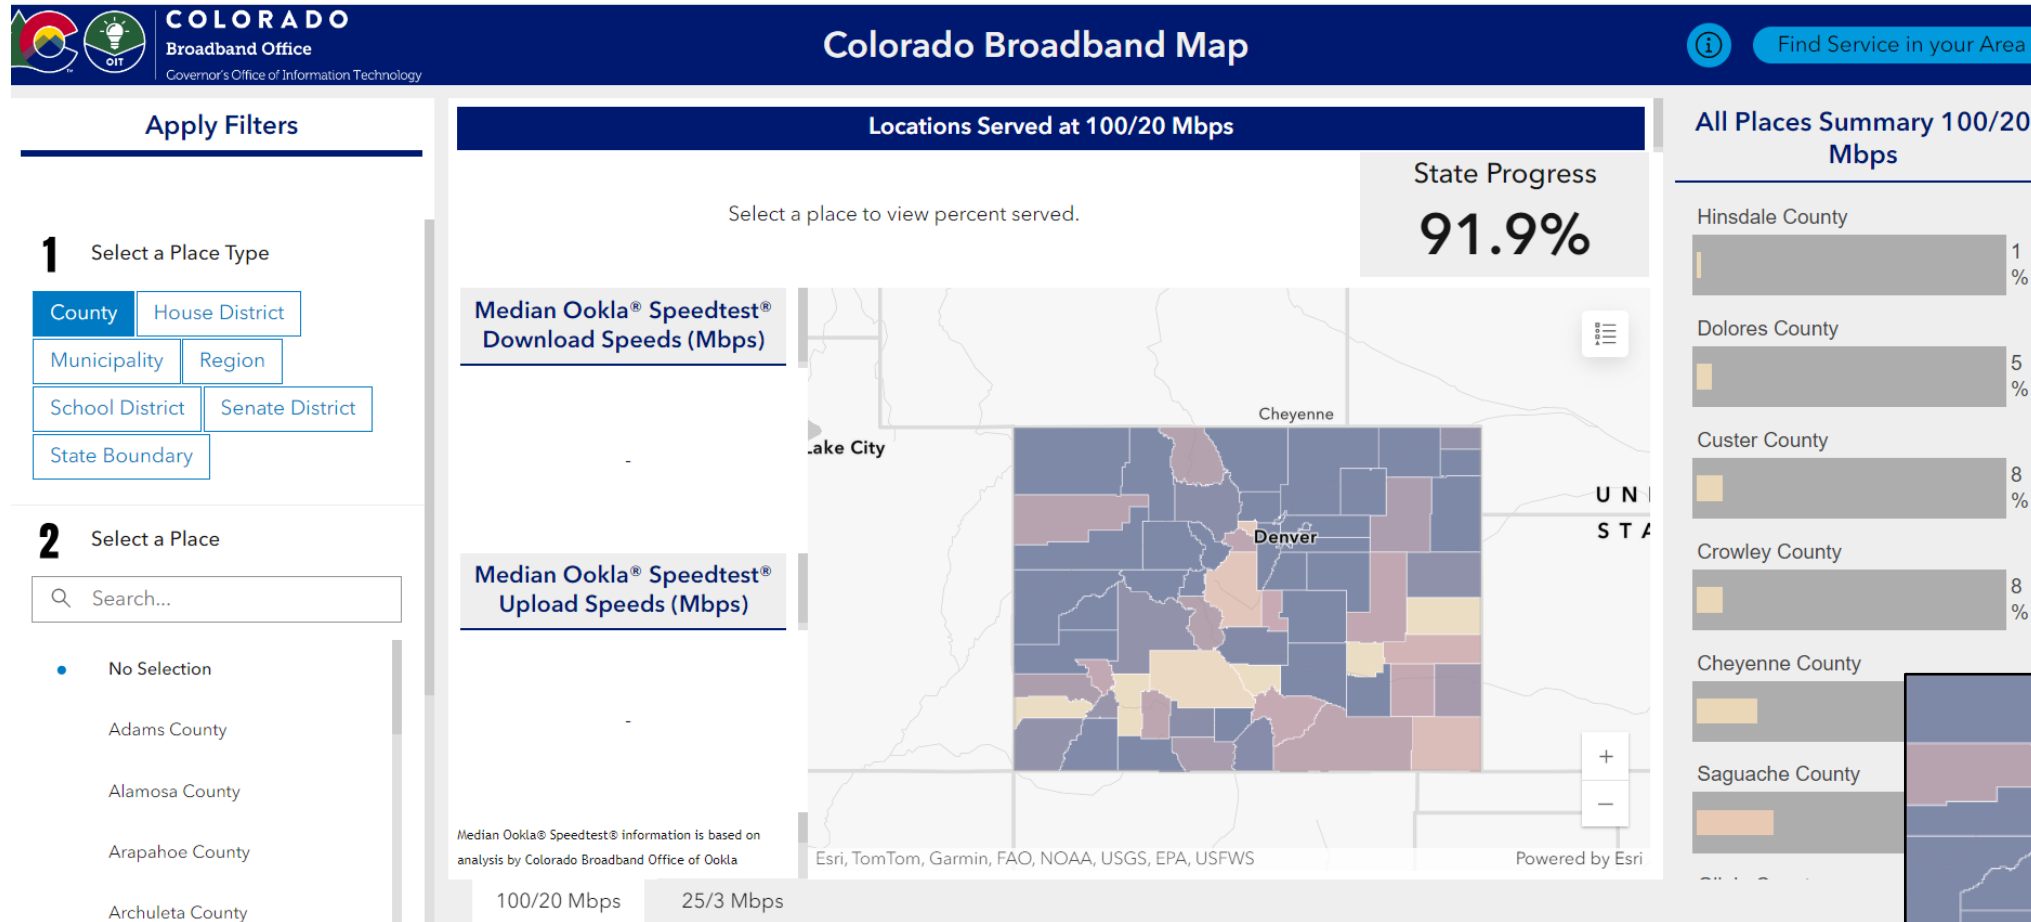 COLORADO
Broadband Office
Governor's Office of Information Technology
OIT
Colorado Broadband Map
Find Service in your Area
Apply Filters
1 Select a Place Type
County House District
Municipality Region
School District Senate District
State Boundary
2 Select a Place
Search...
No Selection
Adams County
Alamosa County
Arapahoe County
Archuleta County
Locations Served at 100/20 Mbps
Select a place to view percent served.
State Progress
91.9%
Median Ookla® Speedtest®
Download Speeds (Mbps)
-
Median Ookla® Speedtest®
Upload Speeds (Mbps)
-
Median Ookla® Speedtest® information is based on
analysis by Colorado Broadband Office of Ookla
Cheyenne
Lake City
Denver
UNI
STA
Esri, TomTom, Garmin, FAO, NOAA, USGS, EPA, USFWS
Powered by Esri
100/20 Mbps 25/3 Mbps
All Places Summary 100/20
Mbps
Hinsdale County
1
%
Dolores County
5
%
Custer County
8
%
Crowley County
8
%
Cheyenne County
Saguache County